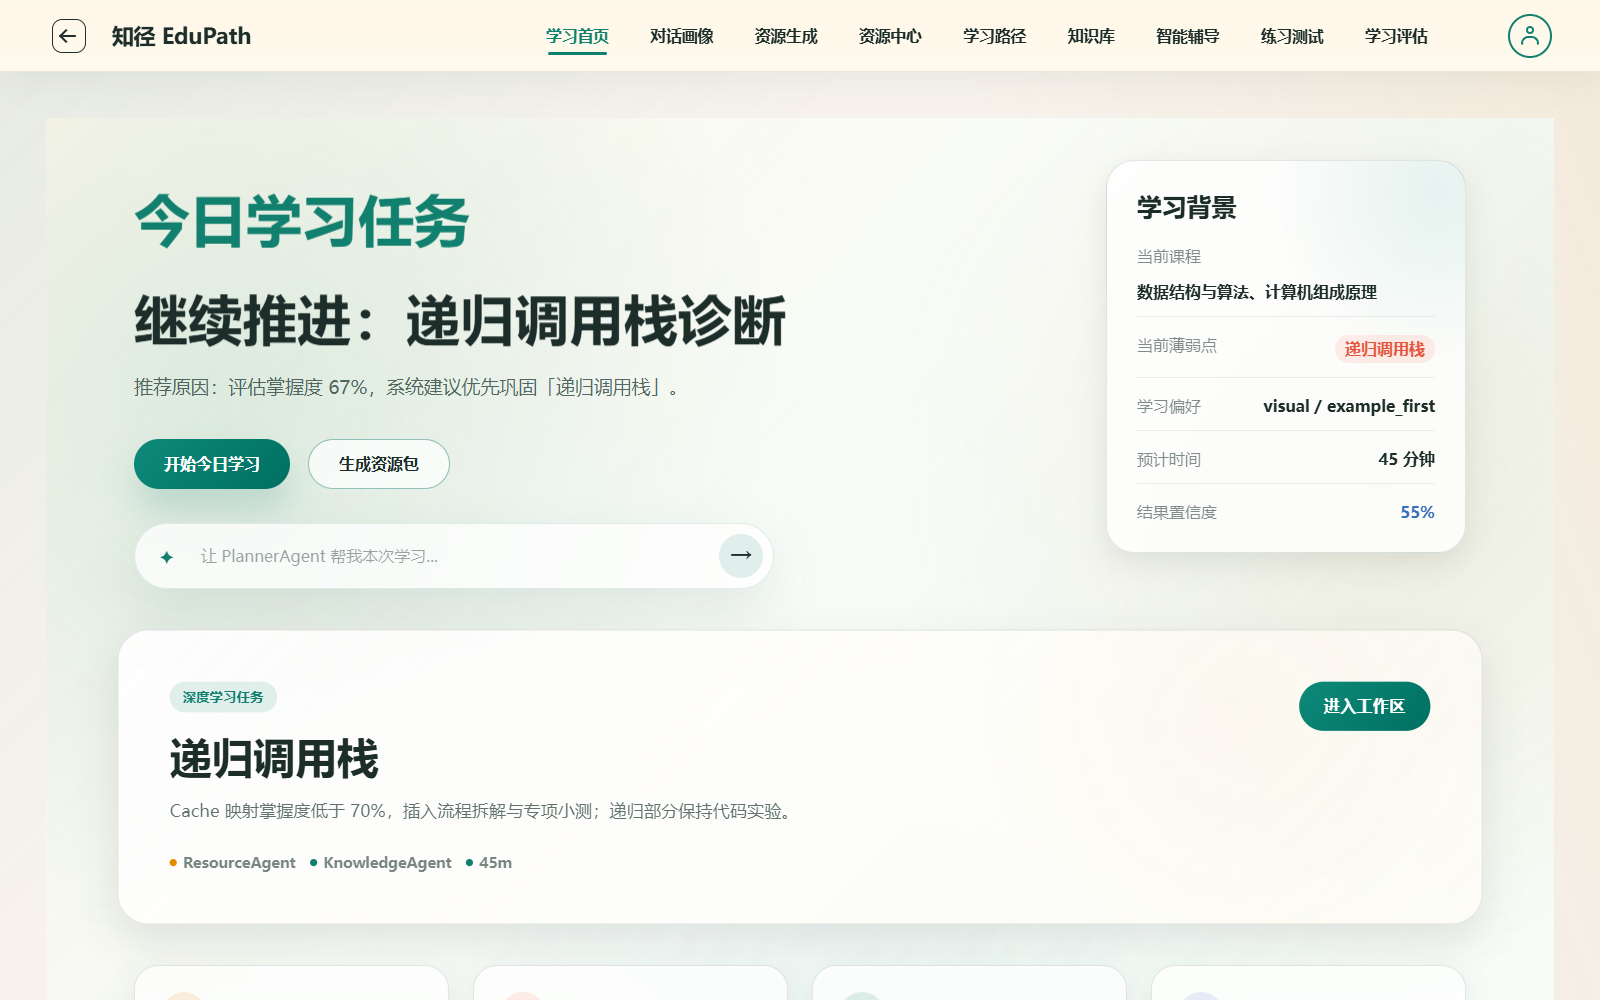 知径 EduPath
学习首页 对话画像 资源生成 资源中心 学习路径 知识库 智能辅导 练习测试 学习评估
今日学习任务
继续推进：递归调用栈诊断
推荐原因：评估掌握度 67%，系统建议优先巩固「递归调用栈」。
开始今日学习 生成资源包
让 PlannerAgent 帮我本次学习...
学习背景
当前课程
数据结构与算法、计算机组成原理
当前薄弱点 递归调用栈
学习偏好 visual / example_first
预计时间 45 分钟
结果置信度 55%
深度学习任务
递归调用栈
Cache 映射掌握度低于 70%，插入流程拆解与专项小测；递归部分保持代码实验。
ResourceAgent KnowledgeAgent 45m
进入工作区